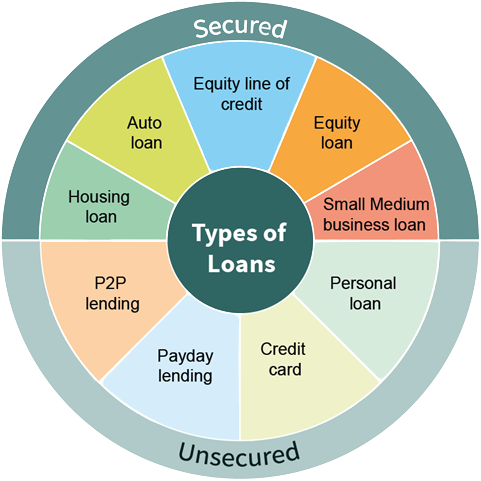 Secured
Equity line of
credit
Auto
loan
Equity
loan
Housing
loan
Small Medium
business loan
Types of
Loans
P2P
lending
Personal
loan
Payday
lending
Credit
card
Unsecured